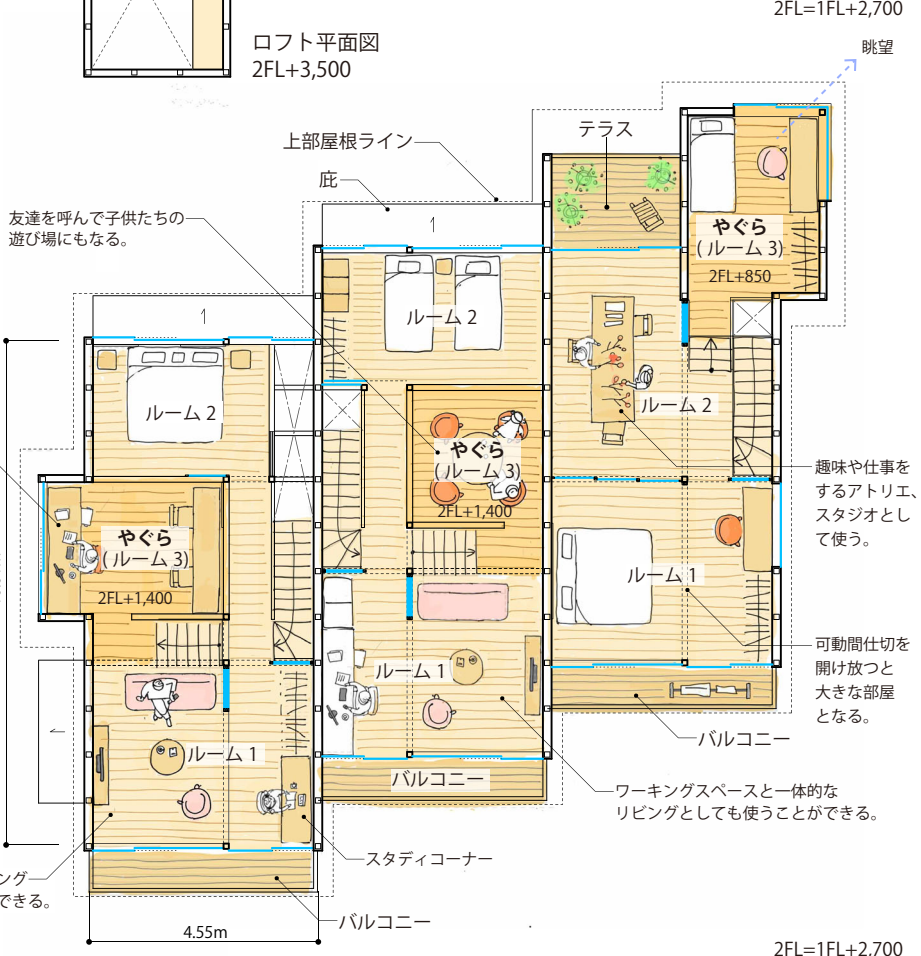 2FL=1FL+2,700
ロフト平面図
2FL+3,500
眺望
上部屋根ライン
テラス
庇
友達を呼んで子供たちの
遊び場にもなる。
やぐら
(ルーム 3)
2FL+850
ルーム 2
ルーム 2
ルーム 2
やぐら
(ルーム 3)
2FL+1,400
趣味や仕事を
するアトリエ、
スタジオとし
て使う。
やぐら
(ルーム 3)
2FL+1,400
ルーム 1
可動間仕切を
開け放つと
大きな部屋
となる。
ルーム 1
ルーム 1
バルコニー
バルコニー
ワーキングスペースと一体的な
リビングとしても使うことができる。
スタディコーナー
ング
できる。
バルコニー
4.55m
2FL=1FL+2,700